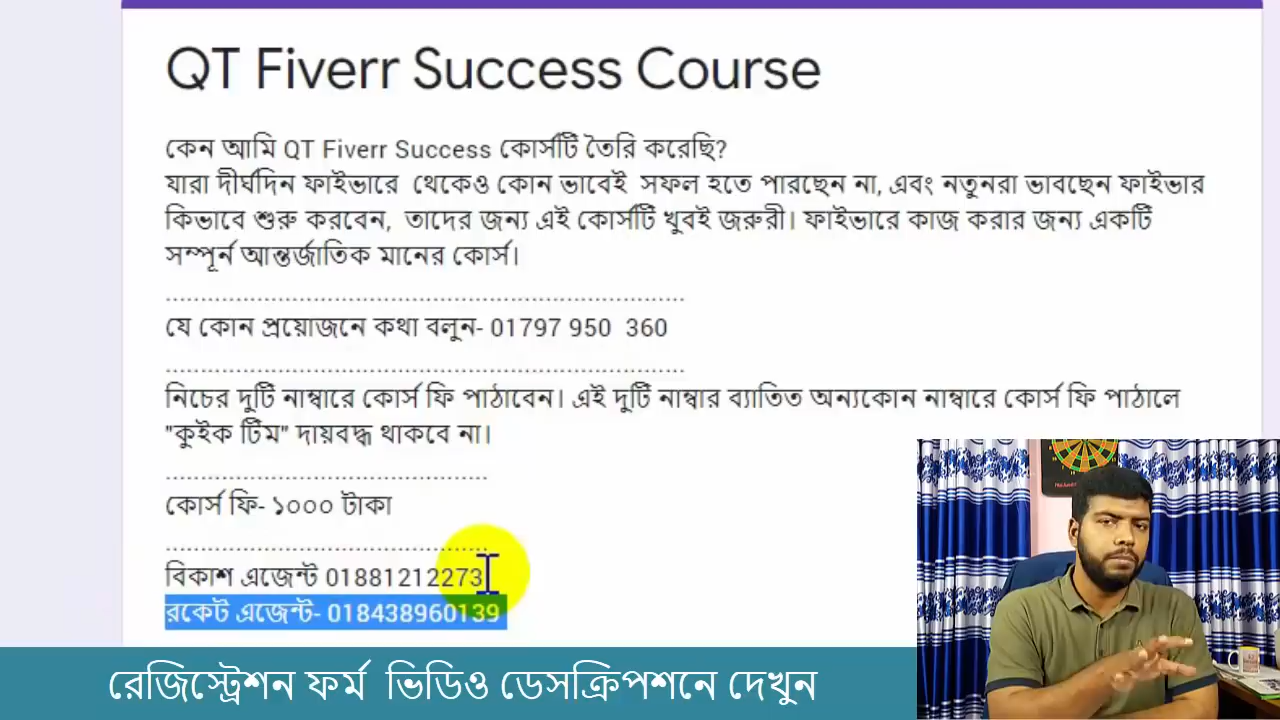 QT Fiverr Success Course
কেন আমি QT Fiverr Success কোর্সটি তৈরি করেছি?
যারা দীর্ঘদিন ফাইভারে থেকেও কোন ভাবেই সফল হতে পারছেন না, এবং নতুনরা ভাবছেন ফাইভার
কিভাবে শুরু করবেন, তাদের জন্য এই কোর্সটি খুবই জরুরী। ফাইভারে কাজ করার জন্য একটি
সম্পূর্ন আন্তর্জাতিক মানের কোর্স।
..........................................................................
যে কোন প্রয়োজনে কথা বলুন- 01797 950 360
..........................................................................
নিচের দুটি নাম্বারে কোর্স ফি পাঠাবেন। এই দুটি নাম্বার ব্যাতিত অন্যকোন নাম্বারে কোর্স ফি পাঠালে
"কুইক টিম" দায়বদ্ধ থাকবে না।
..............................................
কোর্স ফি- ১০০০ টাকা
..............................................
বিকাশ এজেন্ট 01881212273
রকেট এজেন্ট- 018438960139
রেজিস্ট্রেশন ফর্ম ভিডিও ডেসক্রিপশনে দেখুন